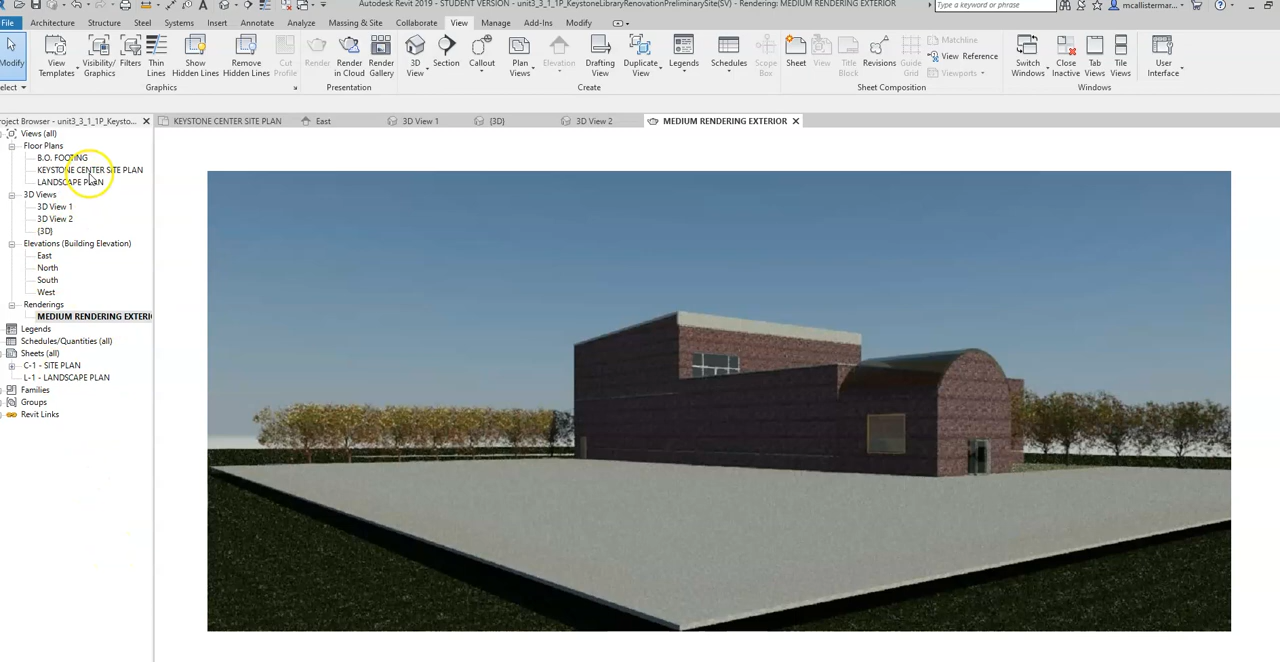 Autodesk Revit 2019 - STUDENT VERSION - unit3_3_1_1P_KeystoneLibraryRenovationPreliminarySite(SV) - Rendering: MEDIUM RENDERING EXTERIOR
Type a keyword or phrase
mcallistermar...
File Architecture Structure Steel Systems Insert Annotate Analyze Massing & Site Collaborate View Manage Add-Ins Modify
Modify View Templates Visibility/ Graphics Filters Thin Lines Show Hidden Lines Remove Hidden Lines Cut Profile Render Render in Cloud Render Gallery 3D View Section Callout Plan Views Elevation Drafting View Duplicate View Legends Schedules Scope Box Sheet View Title Block Revisions Guide Grid Matchline View Reference Viewports Switch Windows Close Inactive Tab Views Tile Views User Interface
elect Graphics Presentation Create Sheet Composition Windows
roject Browser - unit3_3_1_1P_Keysto...
KEYSTONE CENTER SITE PLAN East 3D View 1 {3D} 3D View 2 MEDIUM RENDERING EXTERIOR
Views (all)
Floor Plans
B.O. FOOTING
KEYSTONE CENTER SITE PLAN
LANDSCAPE PLAN
3D Views
3D View 1
3D View 2
{3D}
Elevations (Building Elevation)
East
North
South
West
Renderings
MEDIUM RENDERING EXTERI
Legends
Schedules/Quantities (all)
Sheets (all)
C-1 - SITE PLAN
L-1 - LANDSCAPE PLAN
Families
Groups
Revit Links